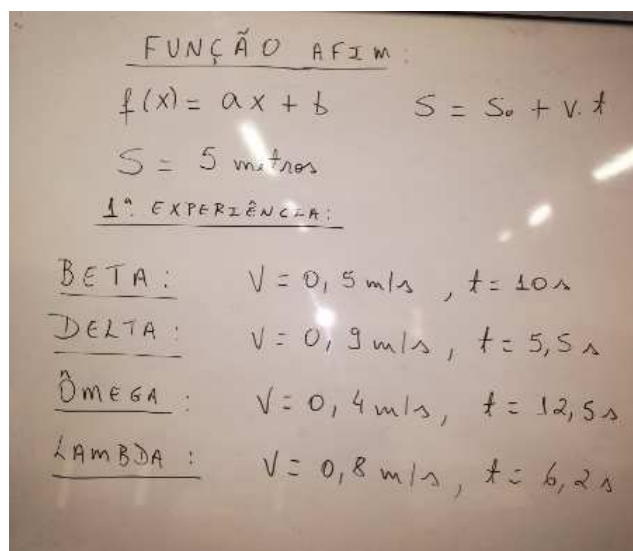 FUNÇÃO AFIM:
f(x) = ax + b S = S₀ + V.t
S = 5 metros
1ª EXPERIÊNCIA:
BETA: V = 0,5 m/s, t = 10 s
DELTA: V = 0,9 m/s, t = 5,5 s
ÔMEGA: V = 0,4 m/s, t = 12,5 s
LAMBDA: V = 0,8 m/s, t = 6,2 s